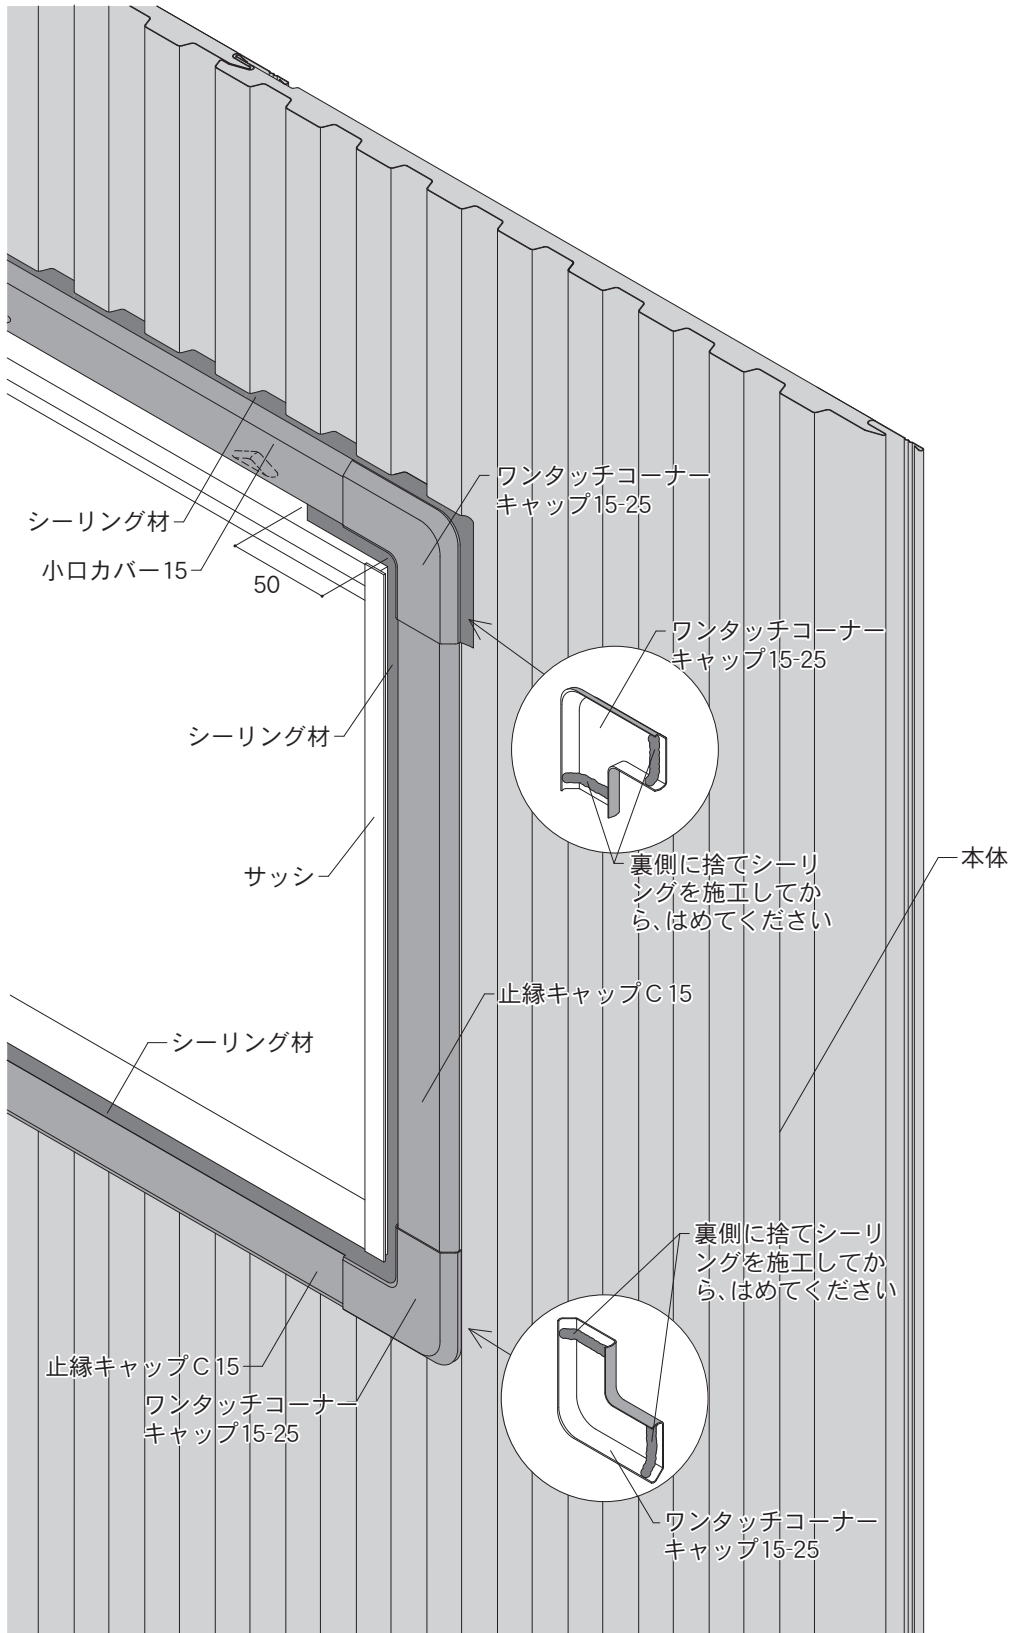 ワンタッチコーナー
キャップ15-25
シーリング材
小口カバー15
50
ワンタッチコーナー
キャップ15-25
シーリング材
裏側に捨てシーリ
ングを施工してか
ら、はめてください
本体
サッシ
止縁キャップC15
シーリング材
裏側に捨てシーリ
ングを施工してか
ら、はめてください
止縁キャップC15
ワンタッチコーナー
キャップ15-25
ワンタッチコーナー
キャップ15-25